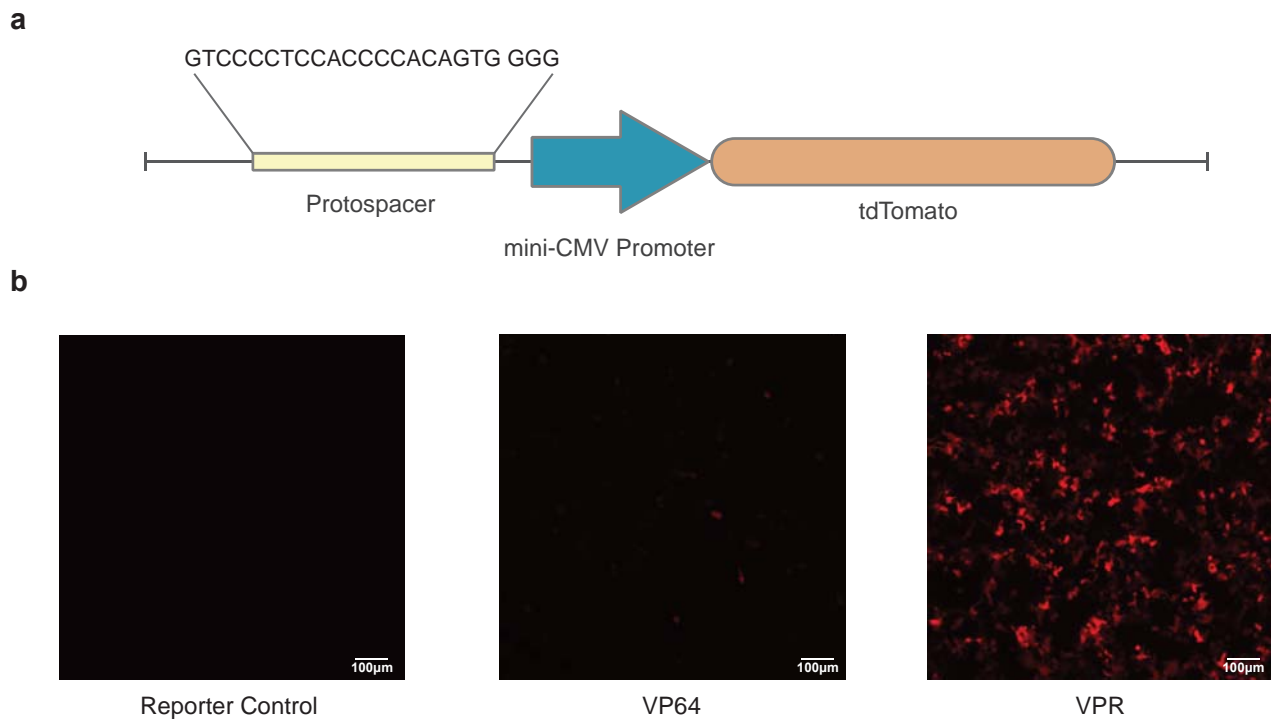 a
GTCCCCTCCACCCCACAGTG GGG
Protospacer
mini-CMV Promoter
tdTomato
b
100µm
100µm
100µm
Reporter Control
VP64
VPR